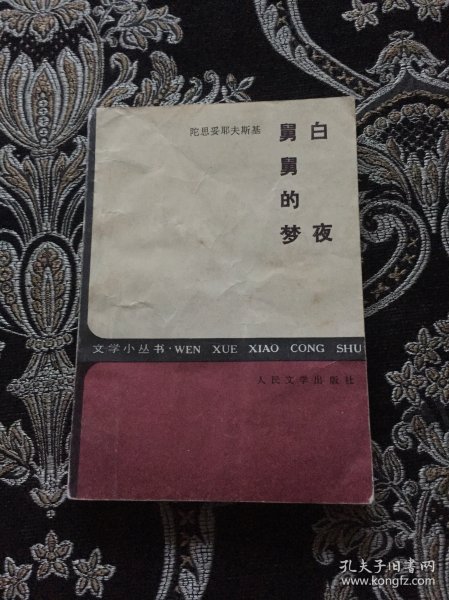 陀思妥耶夫斯基
白夜
舅舅的梦
文学小丛书·WEN XUE XIAO CONG SHU
人民文学出版社
孔夫子旧书网
www.kongfz.com